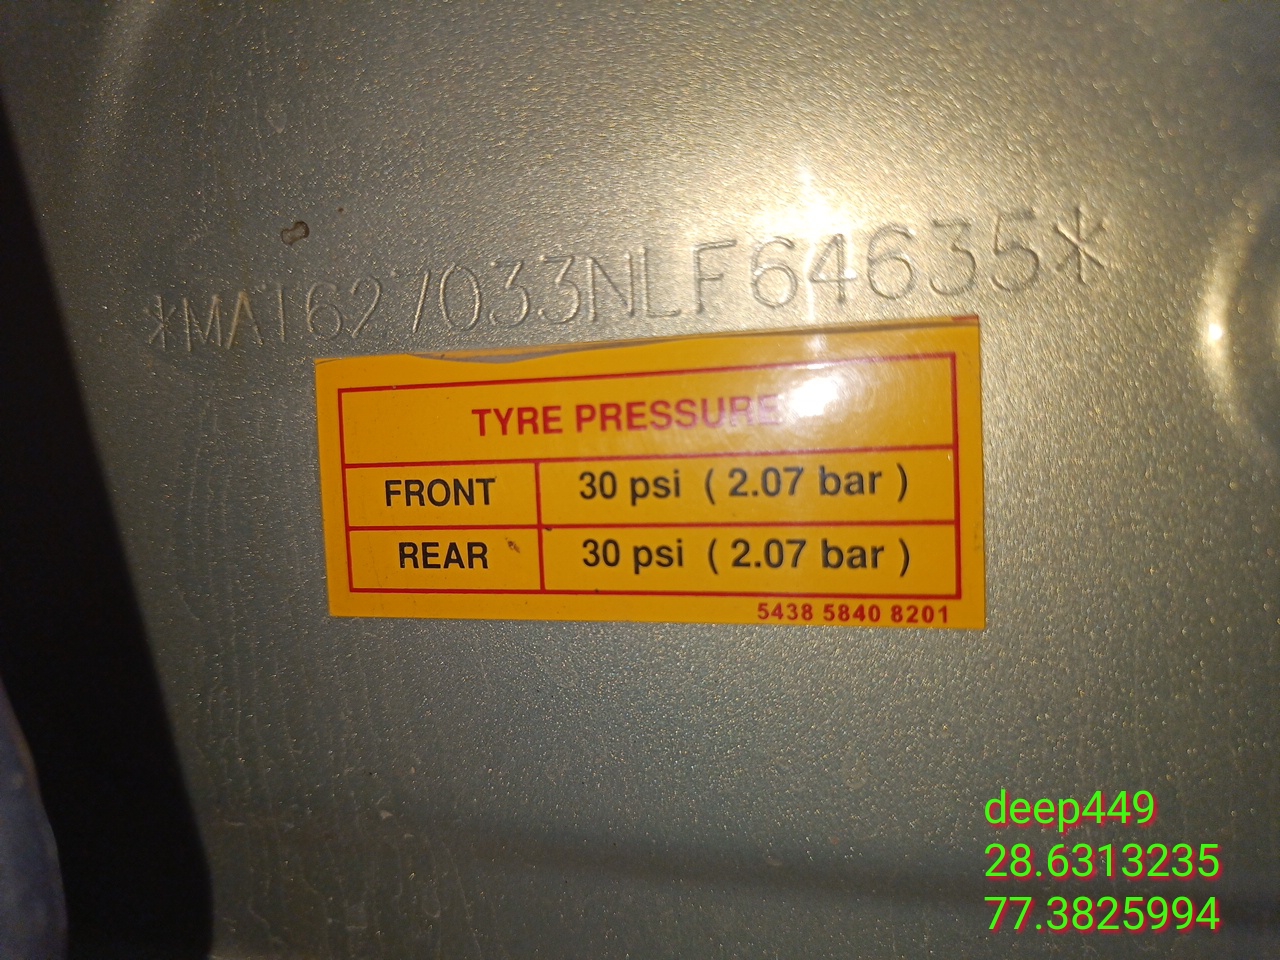 *MAT627033NLF64635*
TYRE PRESSURE
FRONT 30 psi ( 2.07 bar )
REAR 30 psi ( 2.07 bar )
5438 5840 8201
deep449
28.6313235
77.3825994